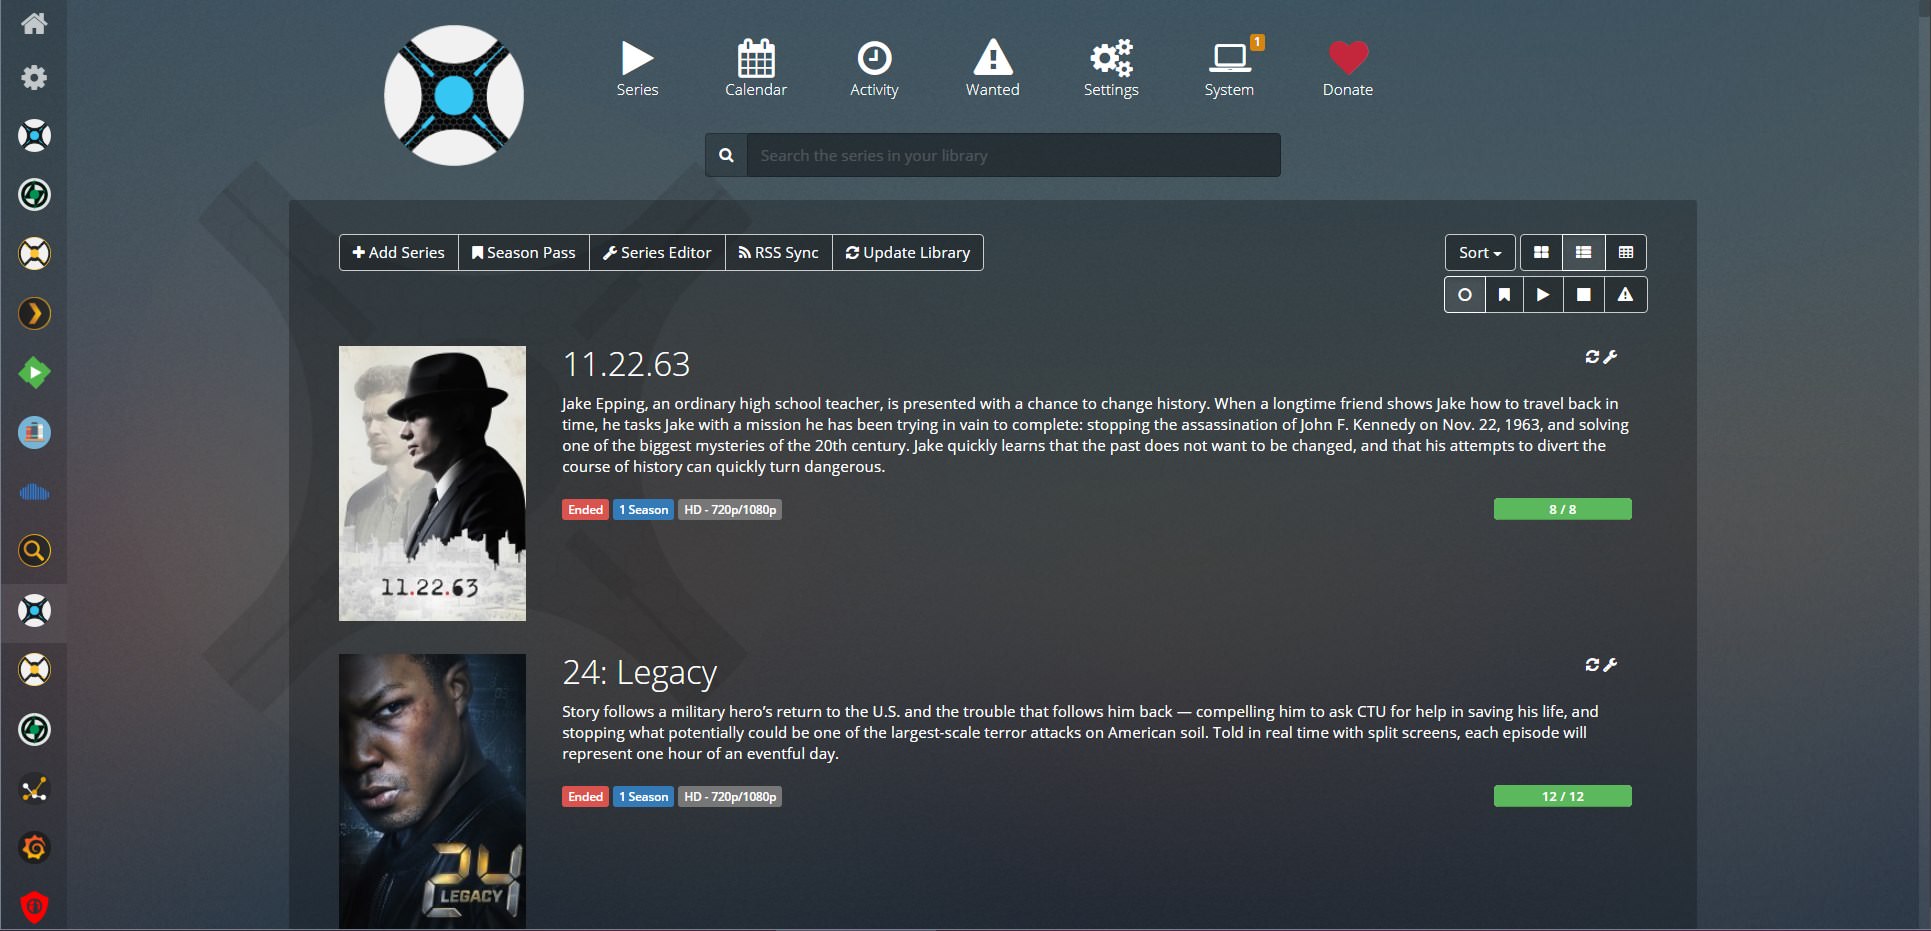 1
Series
Calendar
Activity
Wanted
Settings
System
Donate
Search the series in your library
Add Series
Season Pass
Series Editor
RSS Sync
Update Library
Sort
11.22.63
Jake Epping, an ordinary high school teacher, is presented with a chance to change history. When a longtime friend shows Jake how to travel back in
time, he tasks Jake with a mission he has been trying in vain to complete: stopping the assassination of John F. Kennedy on Nov. 22, 1963, and solving
one of the biggest mysteries of the 20th century. Jake quickly learns that the past does not want to be changed, and that his attempts to divert the
course of history can quickly turn dangerous.
Ended
1 Season
HD - 720p/1080p
8 / 8
11.22.63
24: Legacy
Story follows a military hero’s return to the U.S. and the trouble that follows him back — compelling him to ask CTU for help in saving his life, and
stopping what potentially could be one of the largest-scale terror attacks on American soil. Told in real time with split screens, each episode will
represent one hour of an eventful day.
Ended
1 Season
HD - 720p/1080p
12 / 12
24
LEGACY